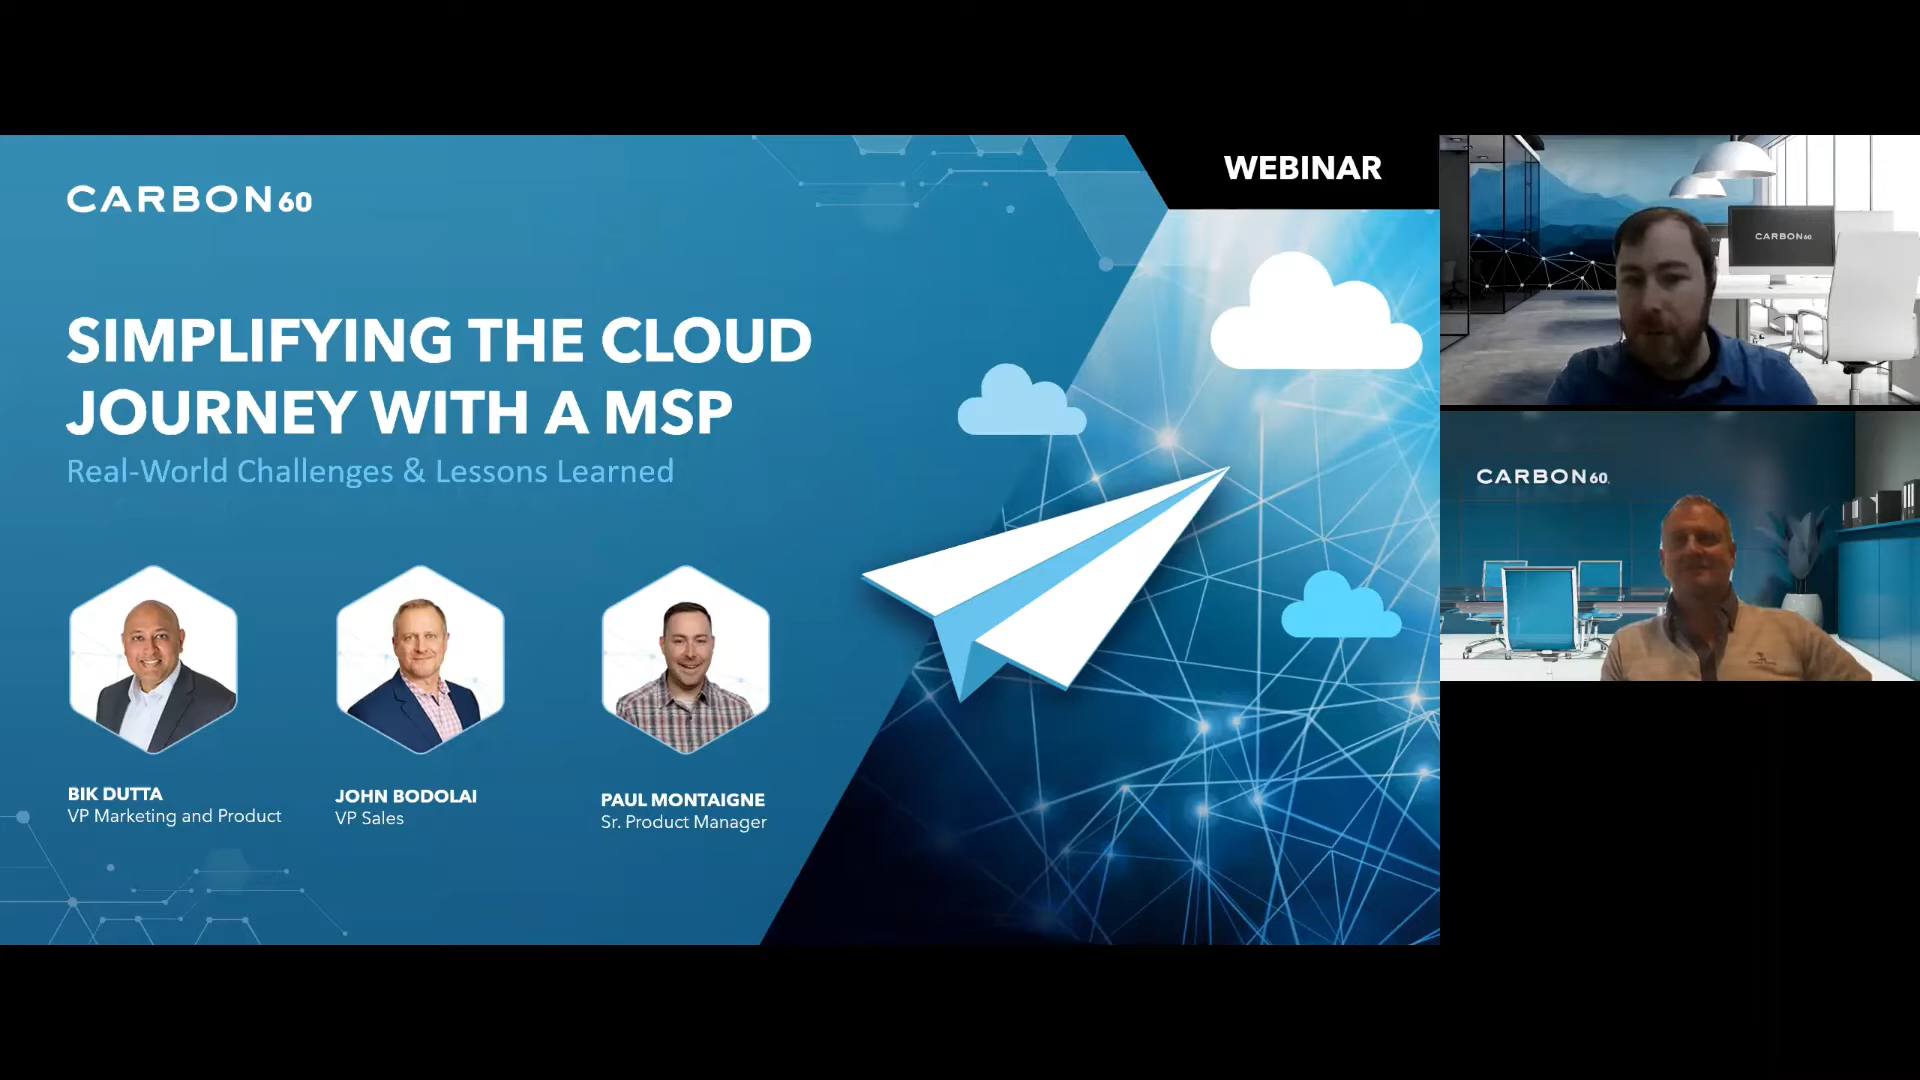 CARBON60
WEBINAR
SIMPLIFYING THE CLOUD
JOURNEY WITH A MSP
Real-World Challenges & Lessons Learned
BIK DUTTA
VP Marketing and Product
JOHN BODOLAI
VP Sales
PAUL MONTAIGNE
Sr. Product Manager
CARBON60
CARBON60